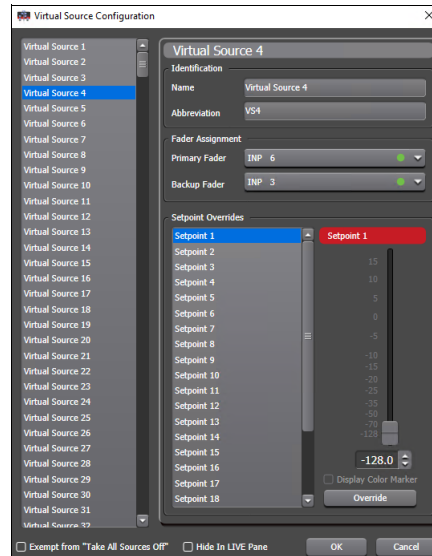 Virtual Source Configuration
Virtual Source 1
Virtual Source 2
Virtual Source 3
Virtual Source 4
Virtual Source 5
Virtual Source 6
Virtual Source 7
Virtual Source 8
Virtual Source 9
Virtual Source 10
Virtual Source 11
Virtual Source 12
Virtual Source 13
Virtual Source 14
Virtual Source 15
Virtual Source 16
Virtual Source 17
Virtual Source 18
Virtual Source 19
Virtual Source 20
Virtual Source 21
Virtual Source 22
Virtual Source 23
Virtual Source 24
Virtual Source 25
Virtual Source 26
Virtual Source 27
Virtual Source 28
Virtual Source 29
Virtual Source 30
Virtual Source 31
Virtual Source 32
Virtual Source 4
Identification
Name Virtual Source 4
Abbreviation VS4
Fader Assignment
Primary Fader INP 6
Backup Fader INP 3
Setpoint Overrides
Setpoint 1
Setpoint 2
Setpoint 3
Setpoint 4
Setpoint 5
Setpoint 6
Setpoint 7
Setpoint 8
Setpoint 9
Setpoint 10
Setpoint 11
Setpoint 12
Setpoint 13
Setpoint 14
Setpoint 15
Setpoint 16
Setpoint 17
Setpoint 18
Setpoint 1
15
10
5
0
-5
-10
-15
-20
-25
-35
-50
-70
-128
-128.0
Display Color Marker
Override
Exempt from "Take All Sources Off" Hide In LIVE Pane OK Cancel